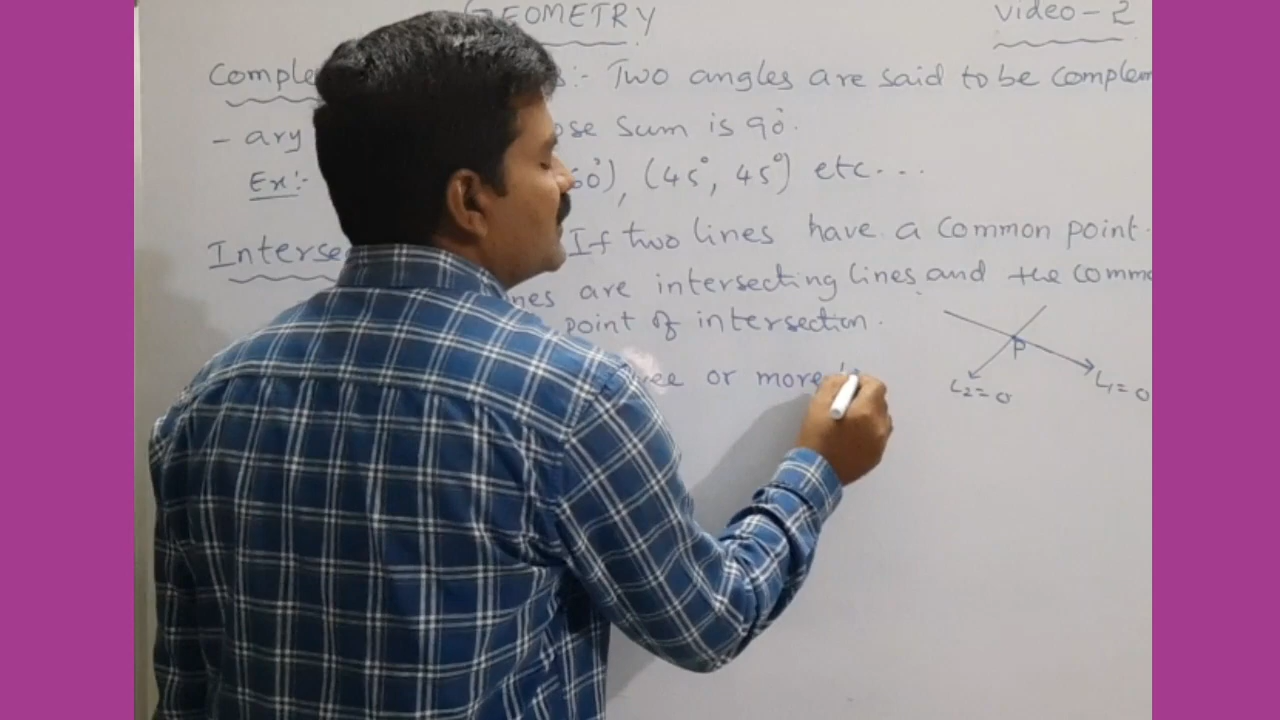 GEOMETRY video-2
Comple s:- Two angles are said to be complem
- ary ose sum is 90°.
Ex:- 60°), (45°, 45°) etc....
Interse If two lines have a common point.
nes are intersecting lines and the commo
point of intersection.
ee or more
P
L2=0
L1=0